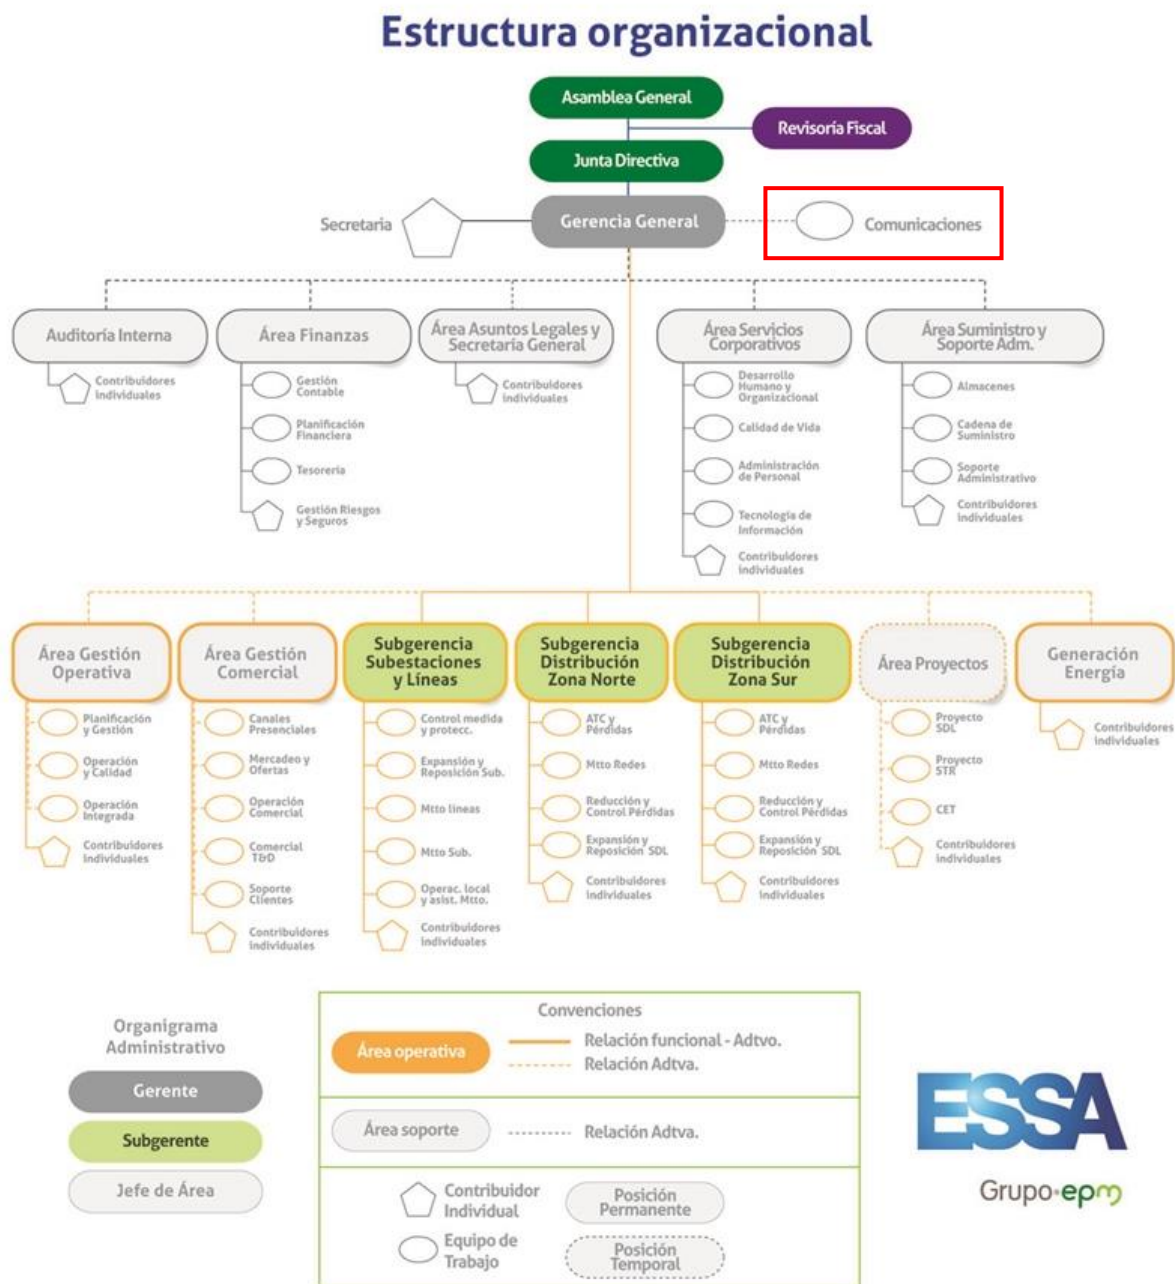 Estructura organizacional
Asamblea General
Revisoría Fiscal
Junta Directiva
Secretaria
Gerencia General
Comunicaciones
Auditoría Interna
Contribuidores
individuales
Área Finanzas
Gestión
Contable
Planificación
Financiera
Tesorería
Gestión Riesgos
y Seguros
Área Asuntos Legales y
Secretaría General
Contribuidores
individuales
Área Servicios
Corporativos
Desarrollo
Humano y
Organizacional
Calidad de Vida
Administración
de Personal
Tecnología de
Información
Contribuidores
individuales
Área Suministro y
Soporte Adm.
Almacenes
Cadena de
Suministro
Soporte
Administrativo
Contribuidores
individuales
Área Gestión
Operativa
Planificación
y Gestión
Operación
y Calidad
Operación
Integrada
Contribuidores
individuales
Área Gestión
Comercial
Canales
Presenciales
Mercadeo y
Ofertas
Operación
Comercial
Comercial
T&D
Soporte
Clientes
Contribuidores
individuales
Subgerencia
Subestaciones
y Líneas
Control medida
y protecc.
Expansión y
Reposición Sub.
Mtto líneas
Mtto Sub.
Operac. local
y asist. Mtto.
Contribuidores
individuales
Subgerencia
Distribución
Zona Norte
ATC y
Pérdidas
Mtto Redes
Reducción y
Control Pérdidas
Expansión y
Reposición SDL
Contribuidores
individuales
Subgerencia
Distribución
Zona Sur
ATC y
Pérdidas
Mtto Redes
Reducción y
Control Pérdidas
Expansión y
Reposición SDL
Contribuidores
individuales
Área Proyectos
Proyecto
SDL
Proyecto
STR
CET
Contribuidores
individuales
Generación
Energía
Contribuidores
individuales
Organigrama
Administrativo
Gerente
Subgerente
Jefe de Área
Convenciones
Área operativa
Relación funcional - Adtvo.
Relación Adtva.
Área soporte
Relación Adtva.
Contribuidor
Individual
Posición
Permanente
Equipo de
Trabajo
Posición
Temporal
ESSA
Grupo·epm